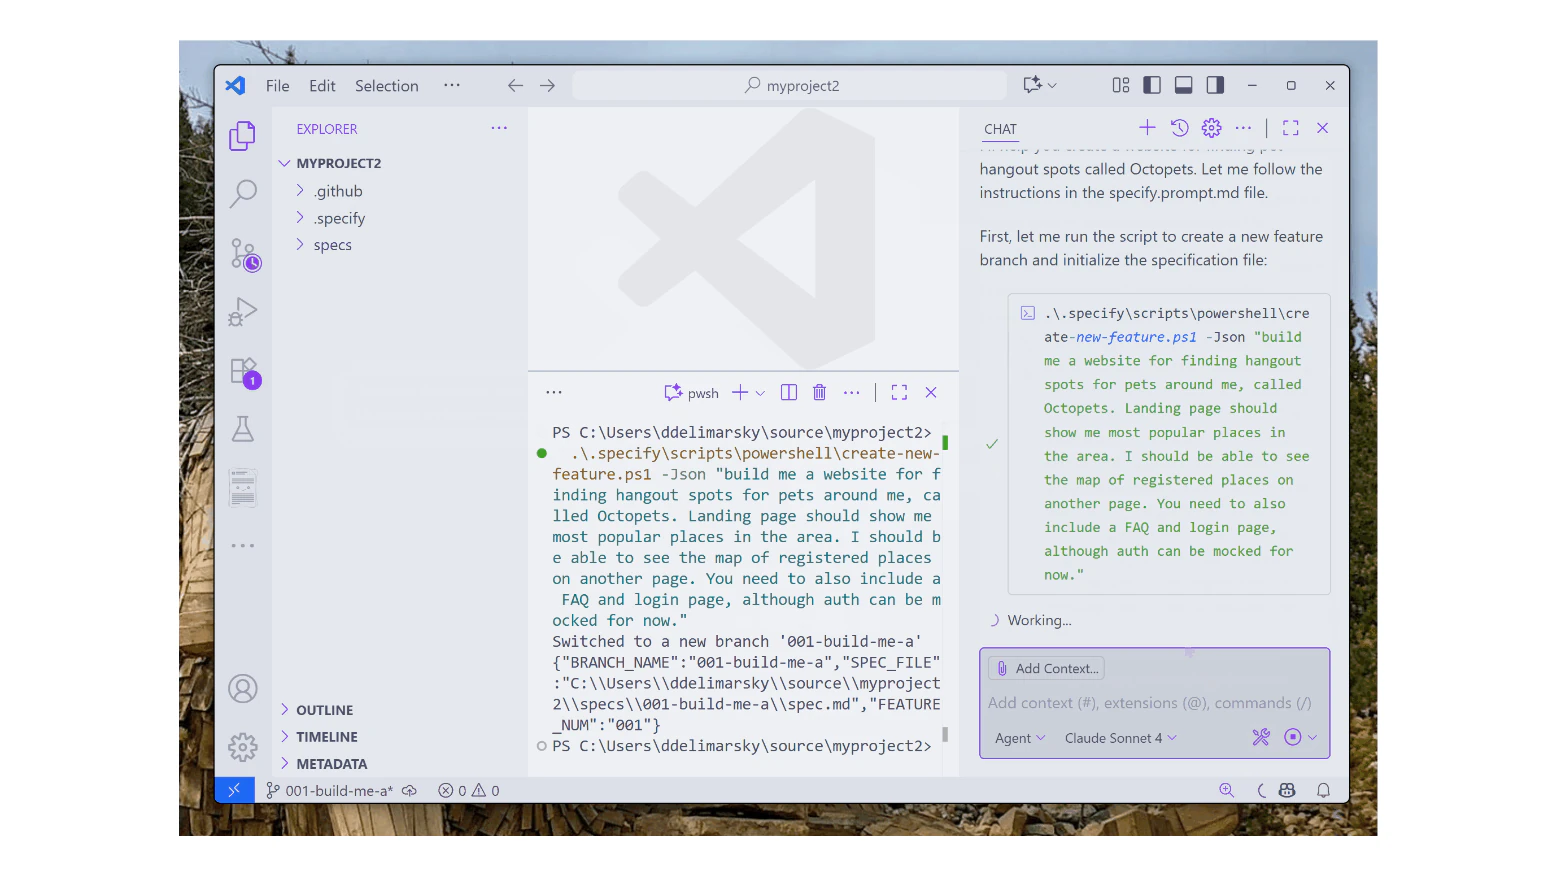 File Edit Selection ··· myproject2
EXPLORER ···
MYPROJECT2
.github
.specify
specs
OUTLINE
TIMELINE
METADATA
1
··· pwsh ···
PS C:\Users\ddelimarsky\source\myproject2>
.\.specify\scripts\powershell\create-new-
feature.ps1 -Json "build me a website for f
inding hangout spots for pets around me, ca
lled Octopets. Landing page should show me
most popular places in the area. I should b
e able to see the map of registered places
on another page. You need to also include a
FAQ and login page, although auth can be m
ocked for now."
Switched to a new branch '001-build-me-a'
{"BRANCH_NAME":"001-build-me-a","SPEC_FILE"
:"C:\\Users\\ddelimarsky\\source\\myproject
2\\specs\\001-build-me-a\\spec.md","FEATURE
_NUM":"001"}
PS C:\Users\ddelimarsky\source\myproject2>
CHAT ···
help you create a website for finding pet
hangout spots called Octopets. Let me follow the
instructions in the specify.prompt.md file.
First, let me run the script to create a new feature
branch and initialize the specification file:
.\.specify\scripts\powershell\cre
ate-new-feature.ps1 -Json "build
me a website for finding hangout
spots for pets around me, called
Octopets. Landing page should
show me most popular places in
the area. I should be able to see
the map of registered places on
another page. You need to also
include a FAQ and login page,
although auth can be mocked for
now."
Working...
Add Context...
Add context (#), extensions (@), commands (/)
Agent Claude Sonnet 4
001-build-me-a* 0 0